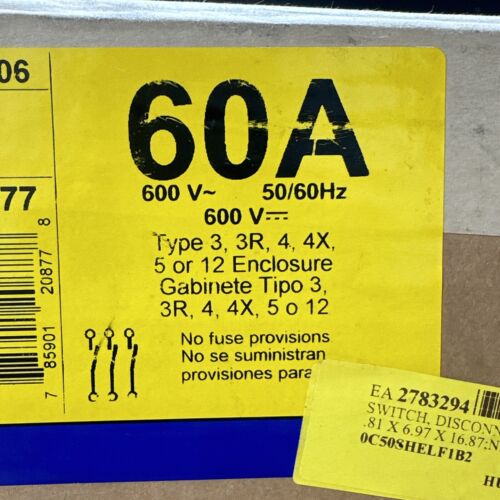 06
77
60A
600 V~ 50/60Hz
600 V⎓
Type 3, 3R, 4, 4X,
5 or 12 Enclosure
Gabinete Tipo 3,
3R, 4, 4X, 5 o 12
No fuse provisions
No se suministran
provisiones para
7 85901 20877 8
EA 2783294
SWITCH, DISCONN
.81 X 6.97 X 16.87:N
0C50SHELF1B2
HU